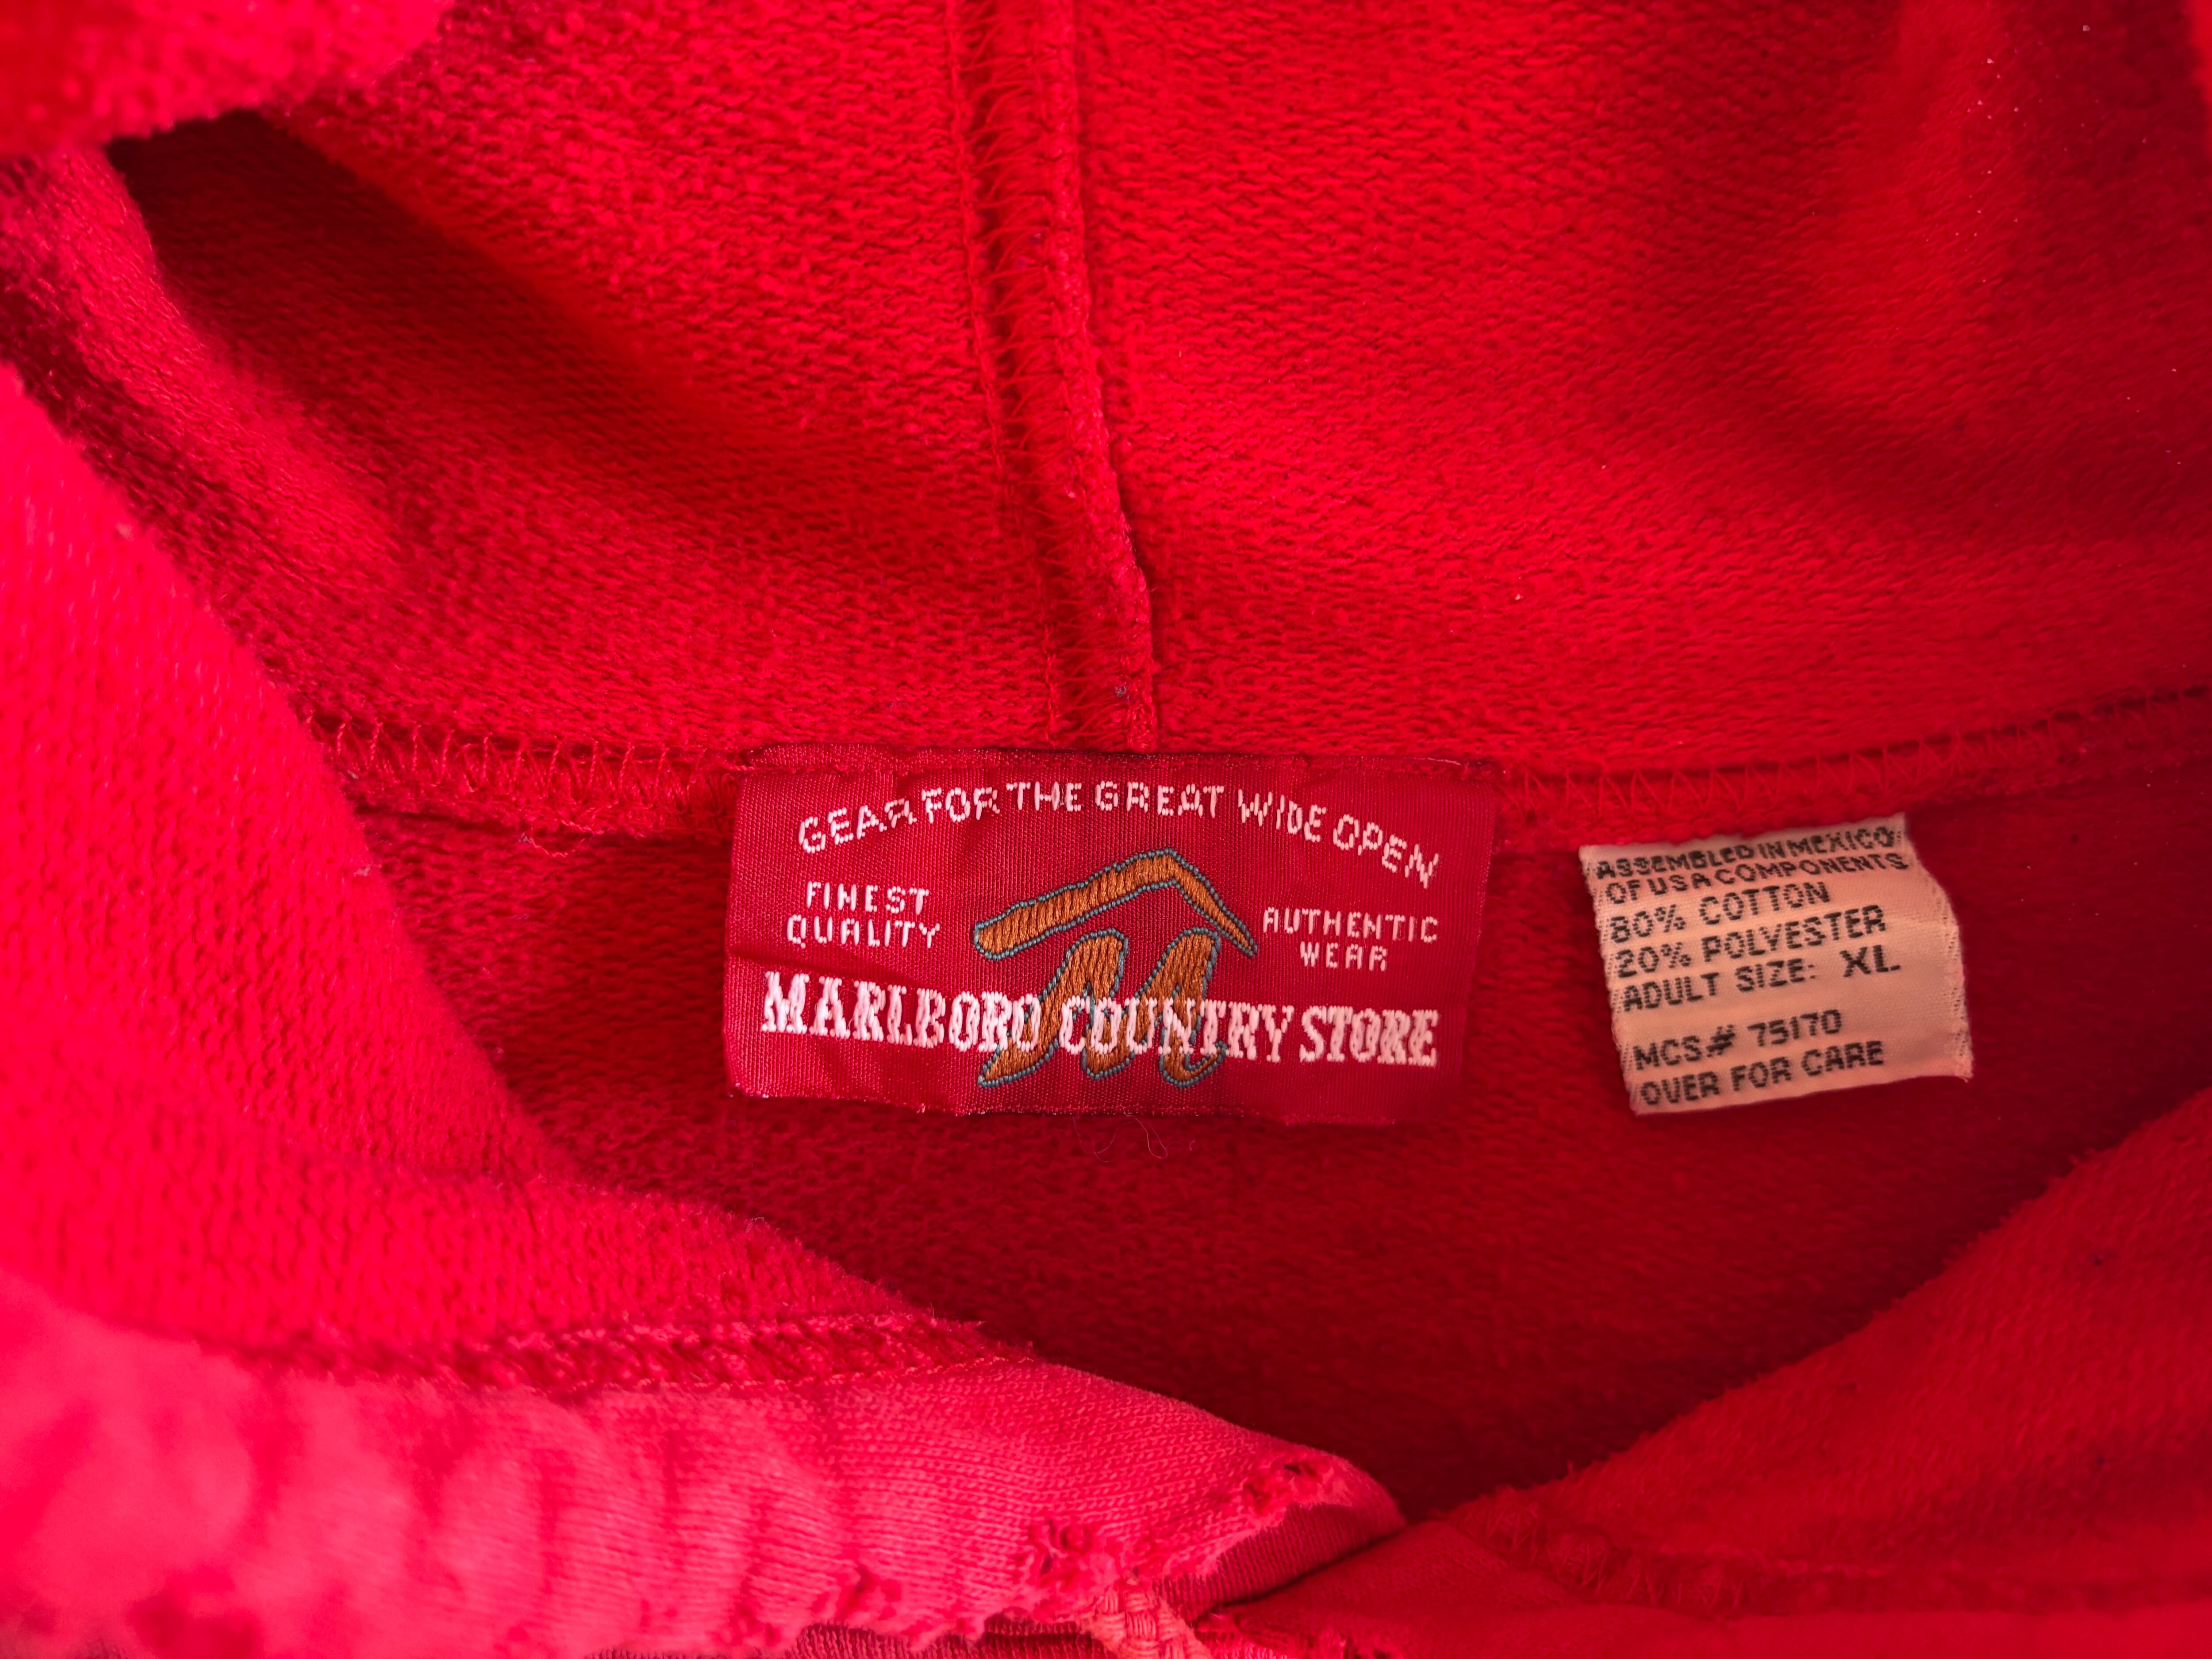 GEAR FOR THE GREAT WIDE OPEN
FINEST
QUALITY
AUTHENTIC
WEAR
M
MARLBORO COUNTRY STORE
ASSEMBLED IN MEXICO
OF USA COMPONENTS
80% COTTON
20% POLYESTER
ADULT SIZE: XL
MCS# 75170
OVER FOR CARE